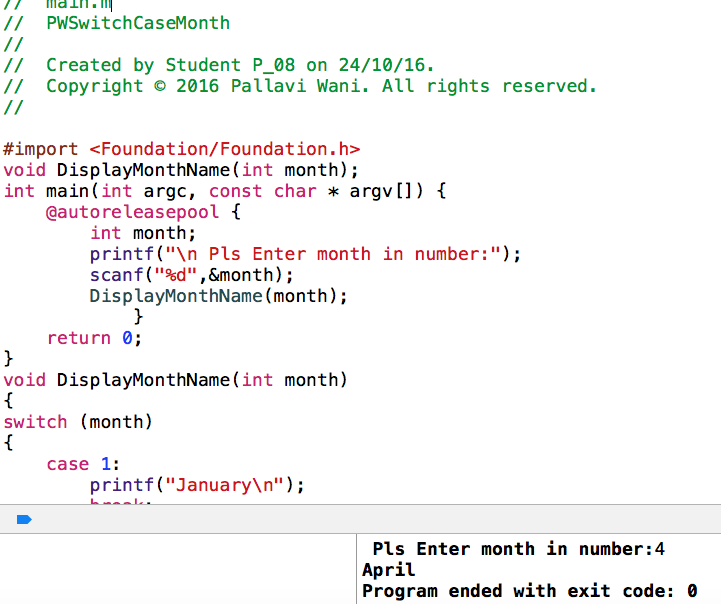 // main.m
// PWSwitchCaseMonth
//
// Created by Student P_08 on 24/10/16.
// Copyright © 2016 Pallavi Wani. All rights reserved.
//
#import <Foundation/Foundation.h>
void DisplayMonthName(int month);
int main(int argc, const char * argv[]) {
@autoreleasepool {
int month;
printf("\n Pls Enter month in number:");
scanf("%d",&month);
DisplayMonthName(month);
}
return 0;
}
void DisplayMonthName(int month)
{
switch (month)
{
case 1:
printf("January\n");
break;
Pls Enter month in number:4
April
Program ended with exit code: 0